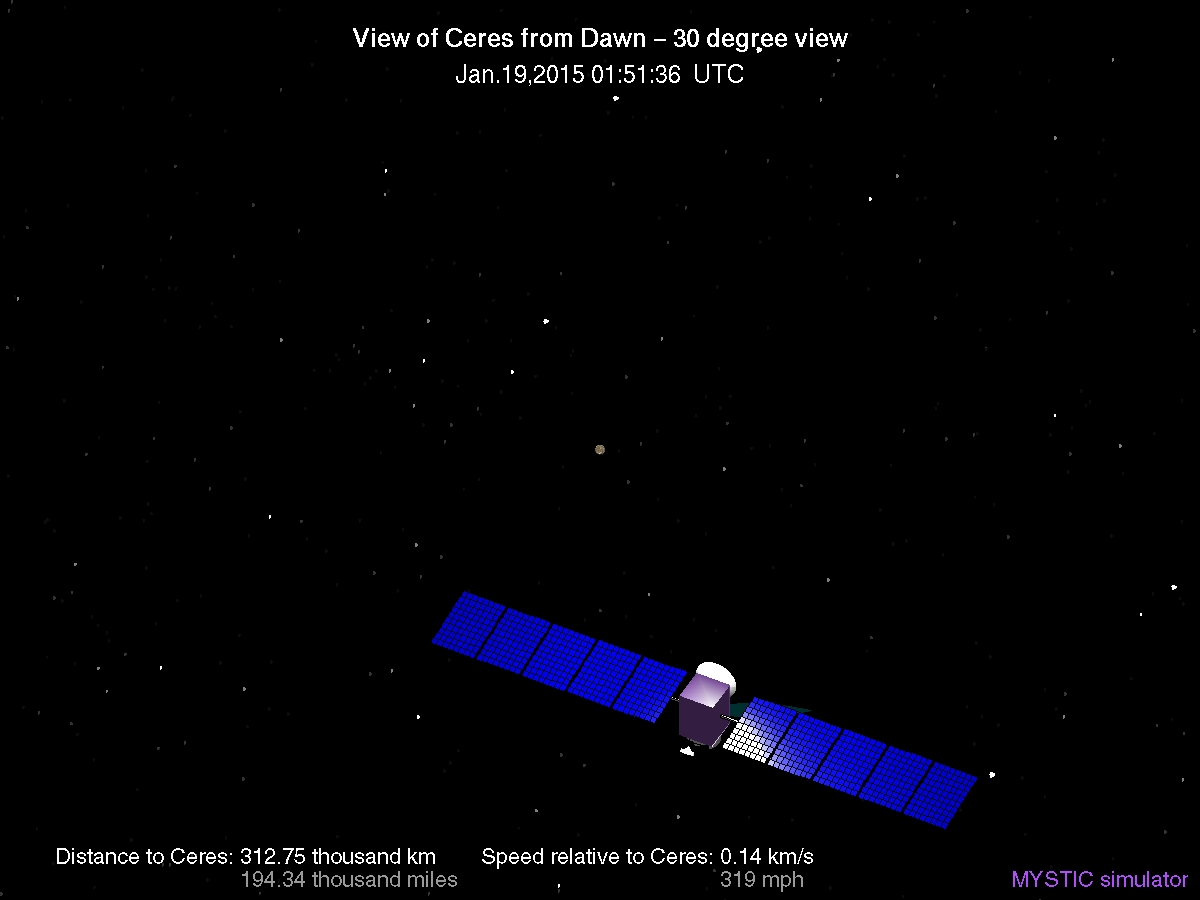 View of Ceres from Dawn – 30 degree view
Jan.19,2015 01:51:36 UTC
Distance to Ceres: 312.75 thousand km Speed relative to Ceres: 0.14 km/s
194.34 thousand miles 319 mph MYSTIC simulator